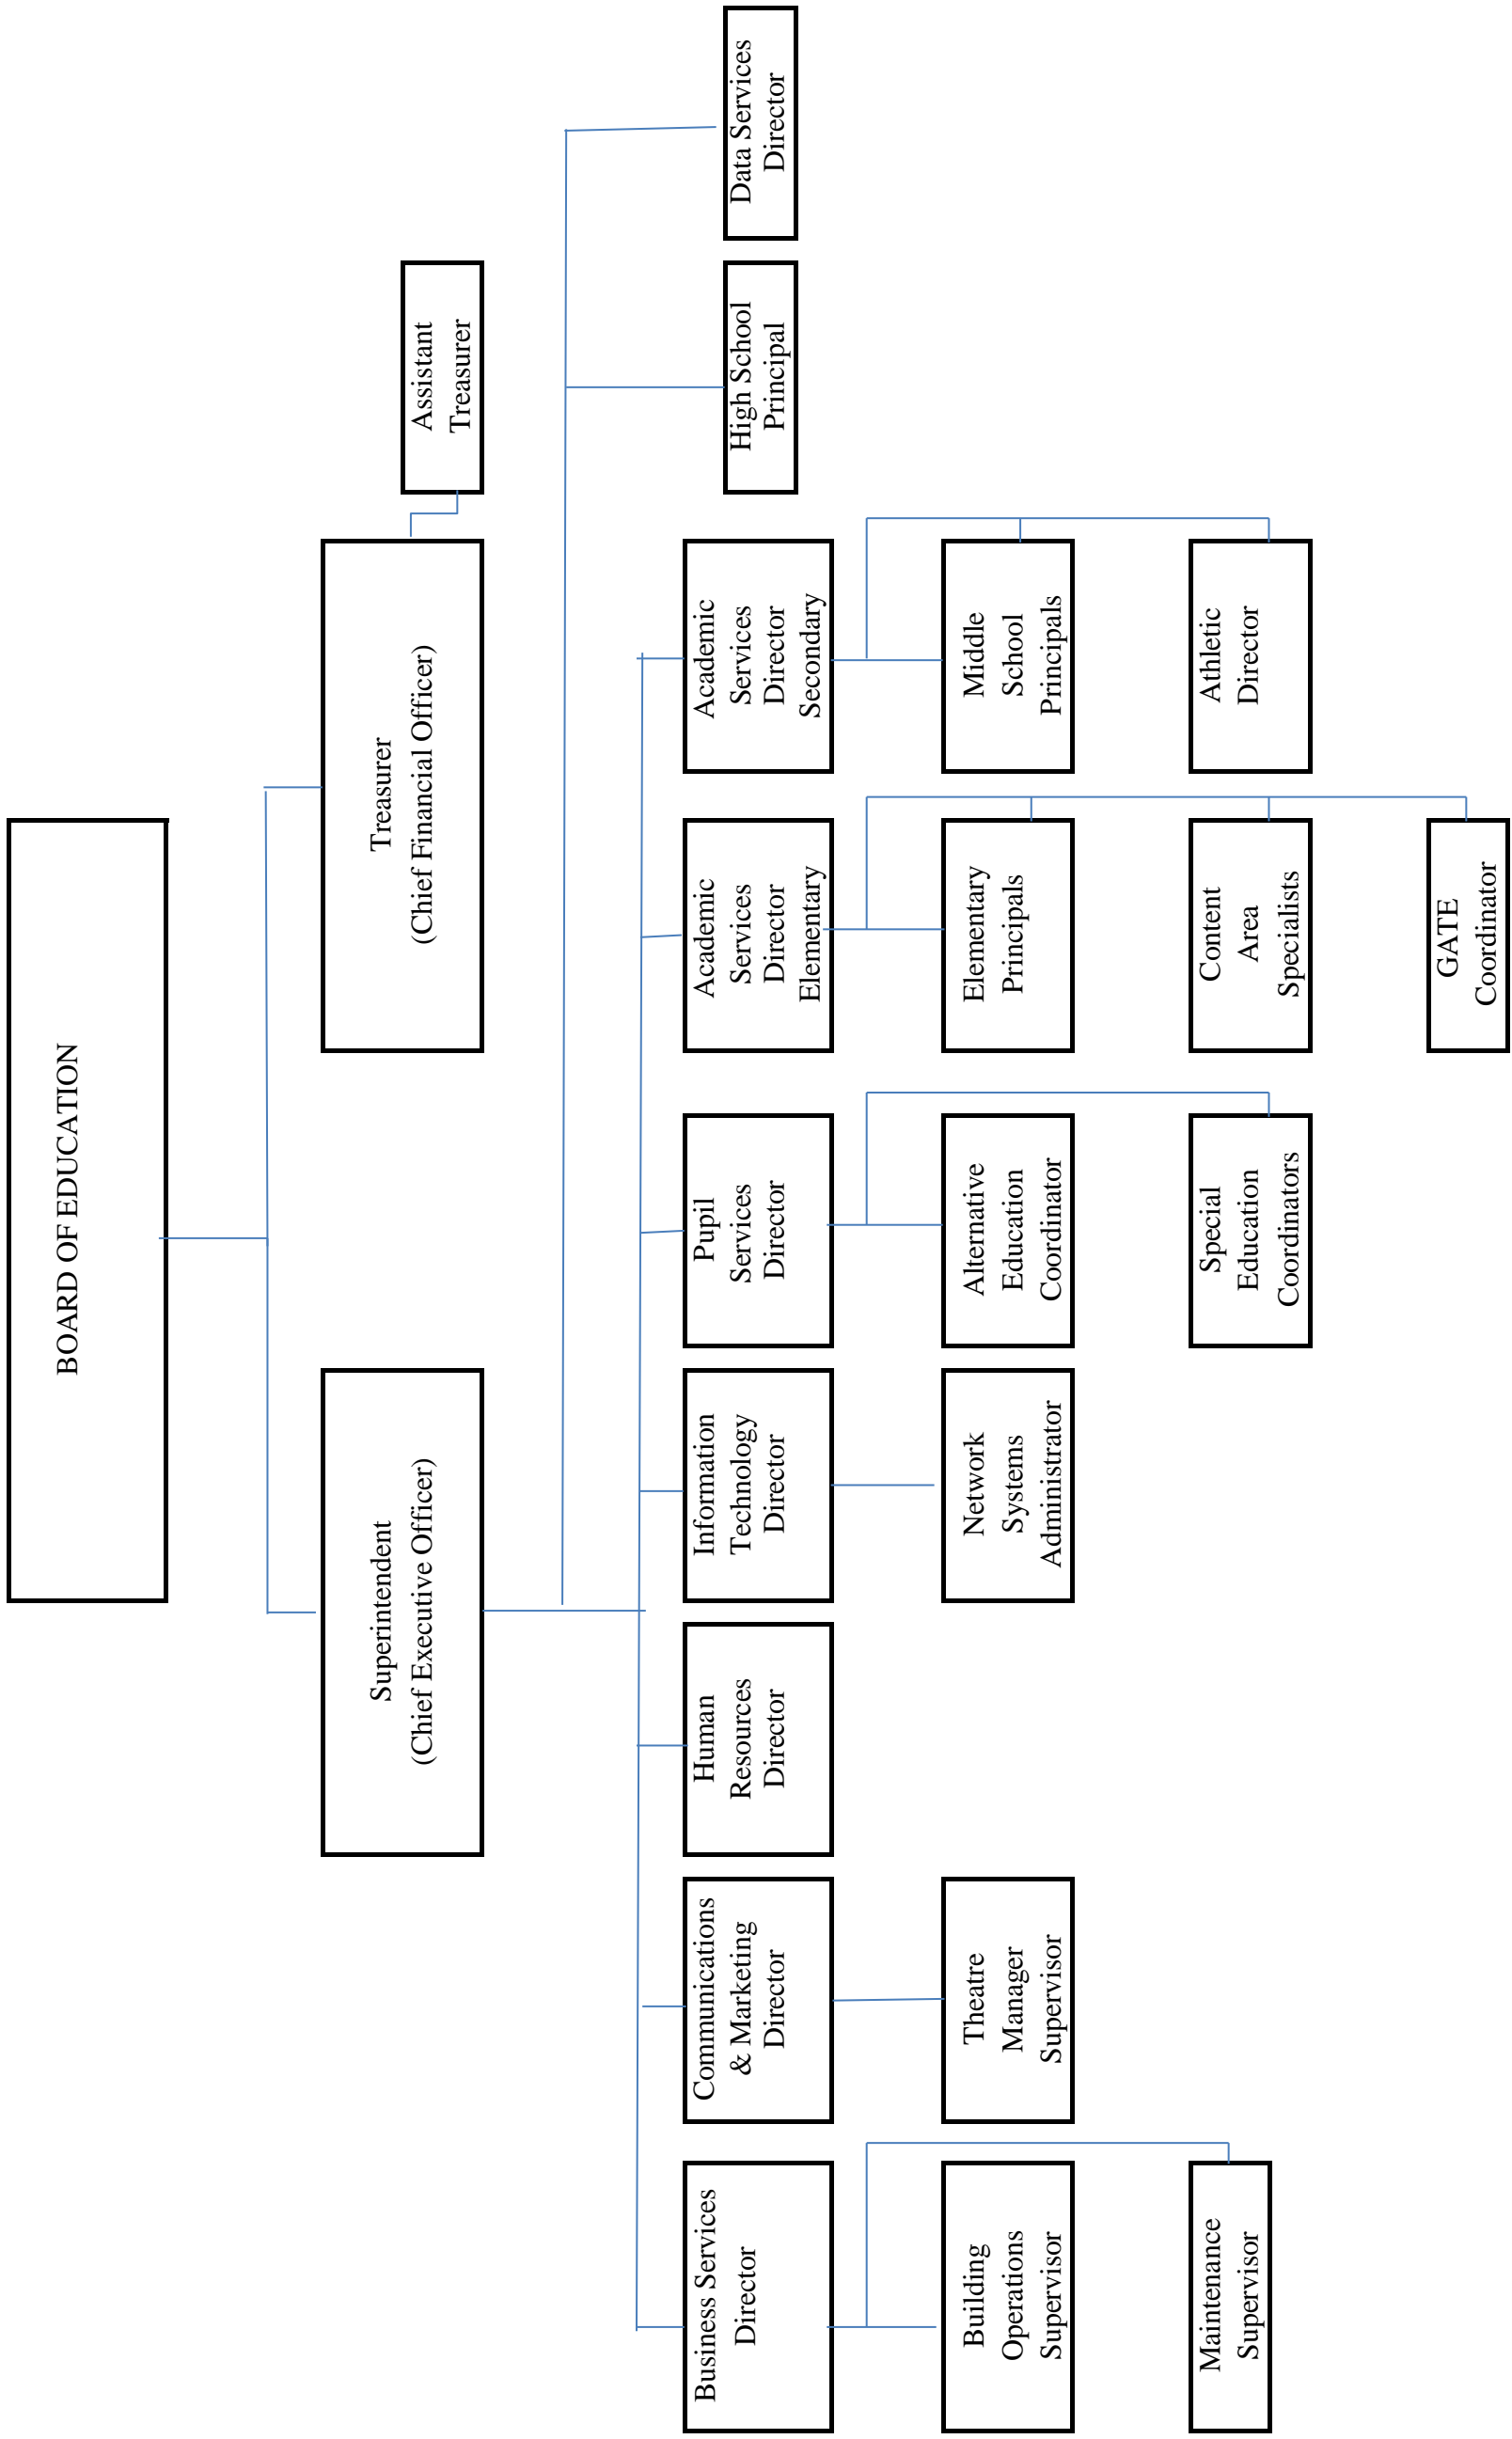 BOARD OF EDUCATION
Superintendent
(Chief Executive Officer)
Treasurer
(Chief Financial Officer)
Assistant
Treasurer
Business Services
Director
Communications
& Marketing
Director
Human
Resources
Director
Information
Technology
Director
Pupil
Services
Director
Academic
Services
Director
Elementary
Academic
Services
Director
Secondary
High School
Principal
Data Services
Director
Building
Operations
Supervisor
Theatre
Manager
Supervisor
Network
Systems
Administrator
Alternative
Education
Coordinator
Elementary
Principals
Middle
School
Principals
Maintenance
Supervisor
Special
Education
Coordinators
Content
Area
Specialists
Athletic
Director
GATE
Coordinator